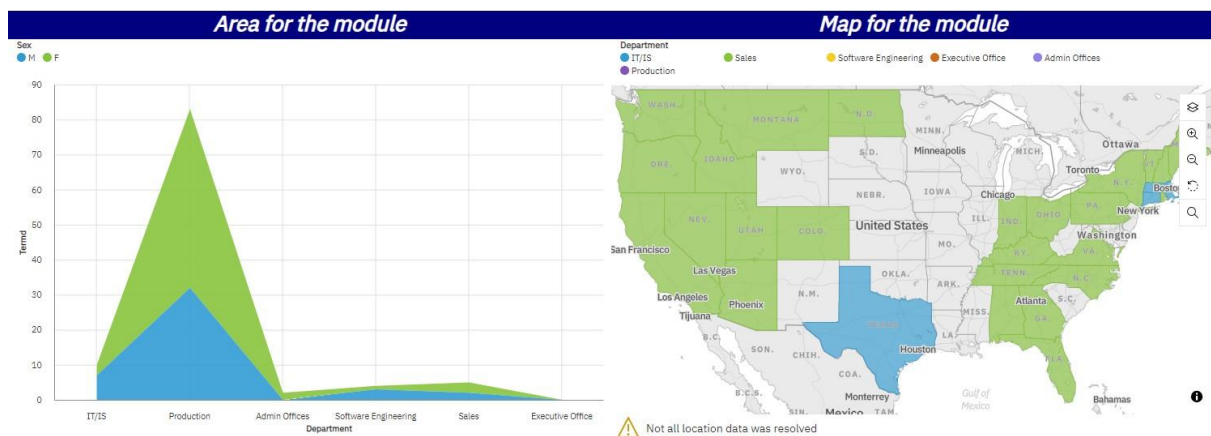 Area for the module
Sex
M F
90
80
70
60
50
40
30
20
10
0
Termd
IT/IS Production Admin Offices Software Engineering Sales Executive Office
Department
Map for the module
Department
IT/IS Sales Software Engineering Executive Office Admin Offices
Production
WASH.
MONTANA
N.D.
MINN.
Ottawa
ORE.
IDAHO
S.D.
Minneapolis
MICH.
Toronto
VT.
WYO.
N.Y.
Boston
NEBR.
IOWA
Chicago
PA.
New York
NEV.
UTAH
COLO.
United States
ILL.
IND.
OHIO
Washington
San Francisco
MO.
KY.
VA.
Las Vegas
TENN.
N.C.
Los Angeles
Phoenix
N.M.
OKLA.
ARK.
Atlanta
S.C.
Tijuana
MISS.
GA.
B.C.
SON.
CHIH.
LA.
Houston
FLA.
COA.
B.C.S.
Monterrey
Gulf of
Mexico
Bahamas
SIN.
Mexico
TAM.
Not all location data was resolved